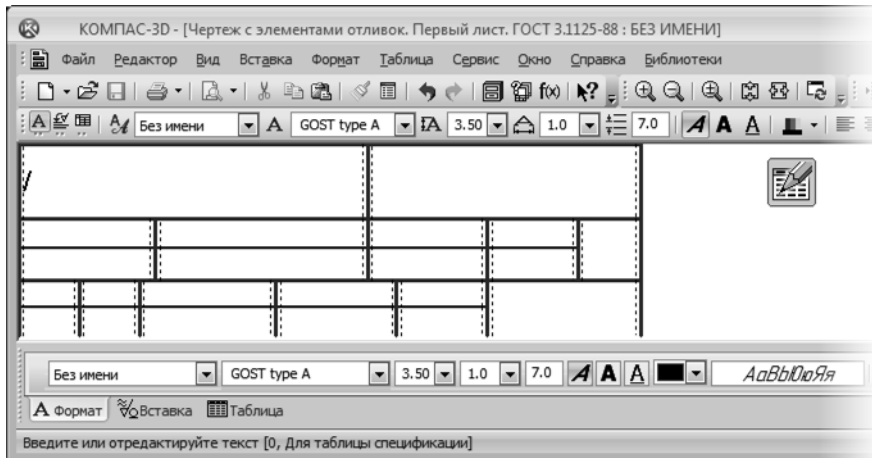 КОМПАС-3D - [Чертеж с элементами отливок. Первый лист. ГОСТ 3.1125-88 : БЕЗ ИМЕНИ]
Файл Редактор Вид Вставка Формат Таблица Сервис Окно Справка Библиотеки
f(x)
Без имени A GOST type A 3.50 1.0 7.0 A A A
Без имени GOST type A 3.50 1.0 7.0 A A A АаВbЮюЯя
A Формат Вставка Таблица
Введите или отредактируйте текст [0, Для таблицы спецификации]